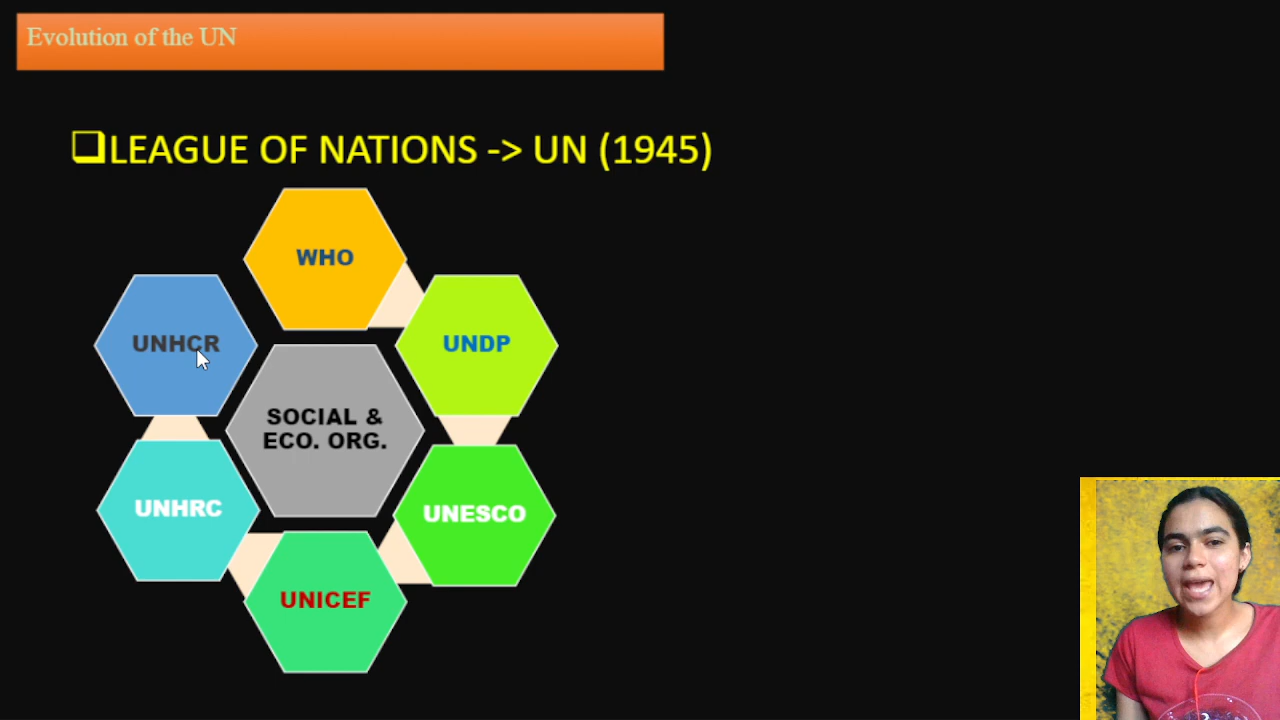 Evolution of the UN
❑LEAGUE OF NATIONS -> UN (1945)
WHO
UNHCR
UNDP
SOCIAL &
ECO. ORG.
UNHRC
UNESCO
UNICEF